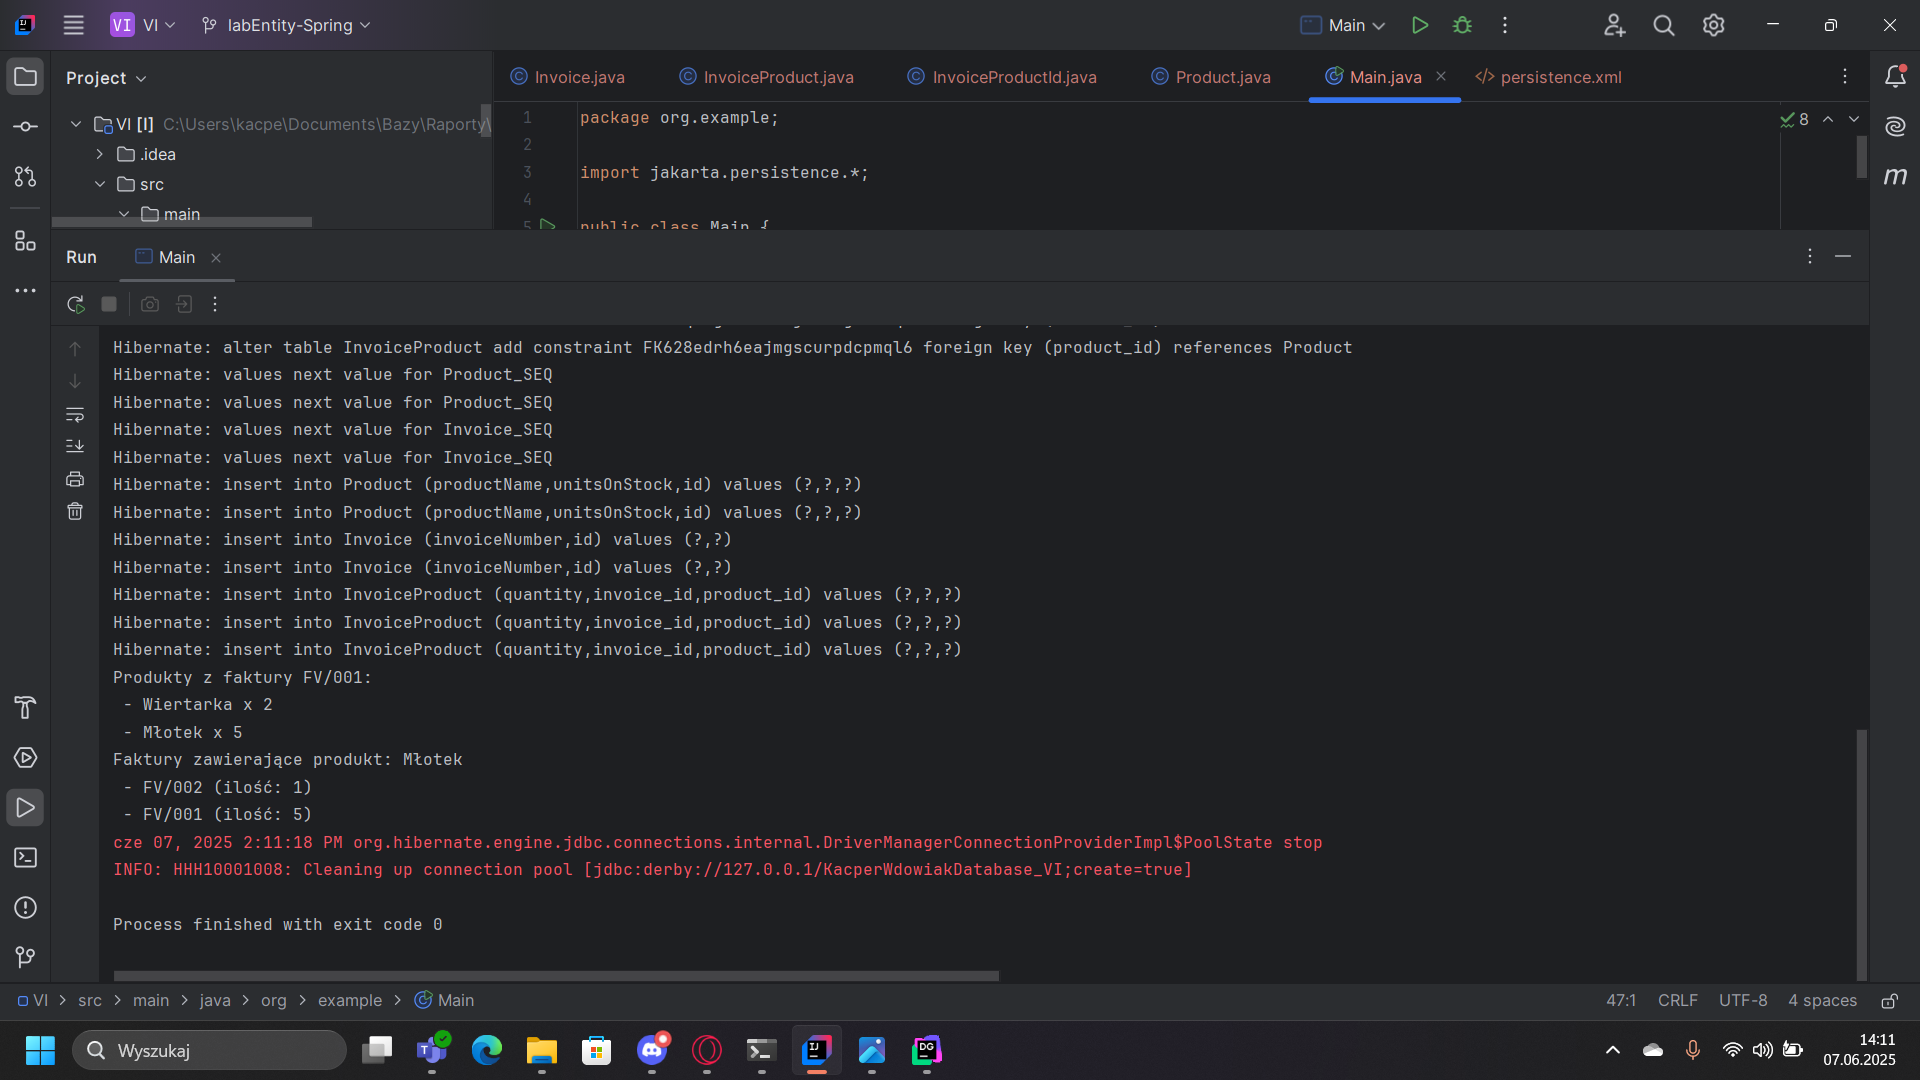 VI
VI
labEntity-Spring
Main
Project
Invoice.java
InvoiceProduct.java
InvoiceProductId.java
Product.java
Main.java
persistence.xml
VI [I] C:\Users\kacpe\Documents\Bazy\Raporty\
.idea
src
main
1 package org.example;
2
3 import jakarta.persistence.*;
4
5 public class Main {
8
Run
Main
Hibernate: alter table InvoiceProduct add constraint FK628edrh6eajmgscurpdcpmql6 foreign key (product_id) references Product
Hibernate: values next value for Product_SEQ
Hibernate: values next value for Product_SEQ
Hibernate: values next value for Invoice_SEQ
Hibernate: values next value for Invoice_SEQ
Hibernate: insert into Product (productName,unitsOnStock,id) values (?,?,?)
Hibernate: insert into Product (productName,unitsOnStock,id) values (?,?,?)
Hibernate: insert into Invoice (invoiceNumber,id) values (?,?)
Hibernate: insert into Invoice (invoiceNumber,id) values (?,?)
Hibernate: insert into InvoiceProduct (quantity,invoice_id,product_id) values (?,?,?)
Hibernate: insert into InvoiceProduct (quantity,invoice_id,product_id) values (?,?,?)
Hibernate: insert into InvoiceProduct (quantity,invoice_id,product_id) values (?,?,?)
Produkty z faktury FV/001:
- Wiertarka x 2
- Młotek x 5
Faktury zawierające produkt: Młotek
- FV/002 (ilość: 1)
- FV/001 (ilość: 5)
cze 07, 2025 2:11:18 PM org.hibernate.engine.jdbc.connections.internal.DriverManagerConnectionProviderImpl$PoolState stop
INFO: HHH10001008: Cleaning up connection pool [jdbc:derby://127.0.0.1/KacperWdowiakDatabase_VI;create=true]
Process finished with exit code 0
VI > src > main > java > org > example > Main
47:1 CRLF UTF-8 4 spaces
Wyszukaj
14:11
07.06.2025